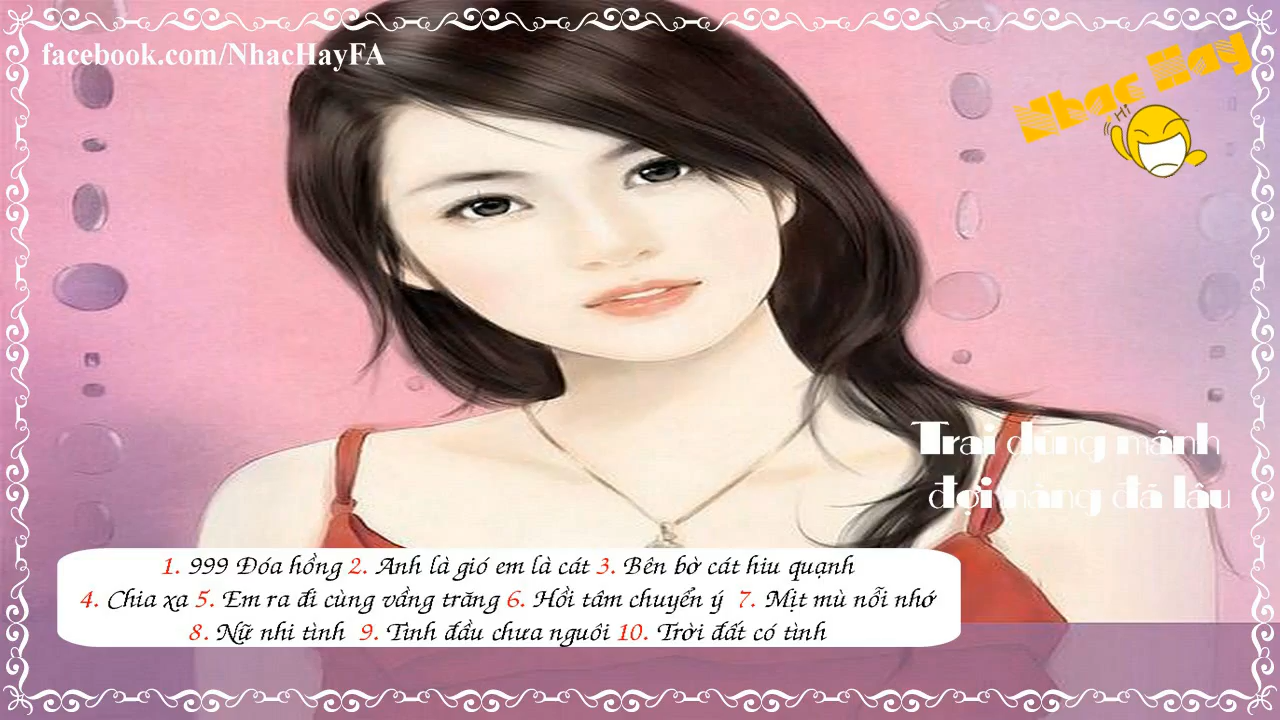 facebook.com/NhacHayFA
Nhạc Hay
Hi
Trai dũng mãnh
đợi nàng đã lâu
1. 999 Đóa hồng 2. Anh là gió em là cát 3. Bên bờ cát hiu quạnh
4. Chia xa 5. Em ra đi cùng vầng trăng 6. Hồi tâm chuyển ý 7. Mịt mù nỗi nhớ
8. Nữ nhi tình 9. Tình đầu chưa nguôi 10. Trời đất có tình